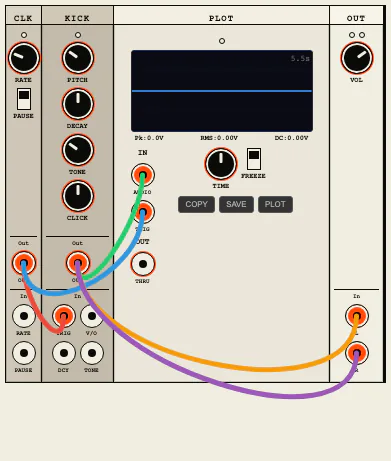 CLK
KICK
PLOT
OUT
5.5s
RATE
PITCH
VOL
PAUSE
DECAY
Pk:0.0V RMS:0.00V DC:0.00V
TONE
IN
TIME
FREEZE
CLICK
AUDIO
COPY SAVE PLOT
TRIG
OUT
Out
Out
THRU
In
In
In
RATE
TRIG
V/O
PAUSE
DCY
TONE